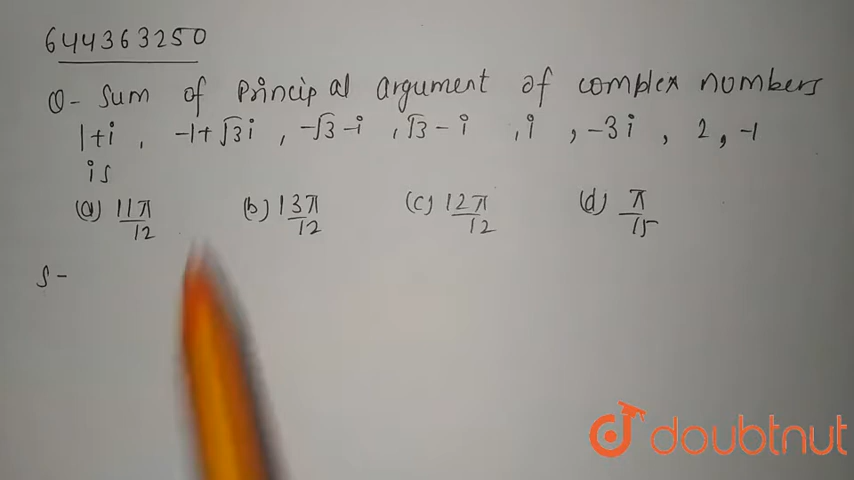 644363250
Q- Sum of Principal argument of complex numbers
1+i , -1+√3i , -√3-i , √3-i , i , -3i , 2 , -1
is
(a) 11π/12 (b) 13π/12 (c) 12π/12 (d) π/15
S-
doubtnut